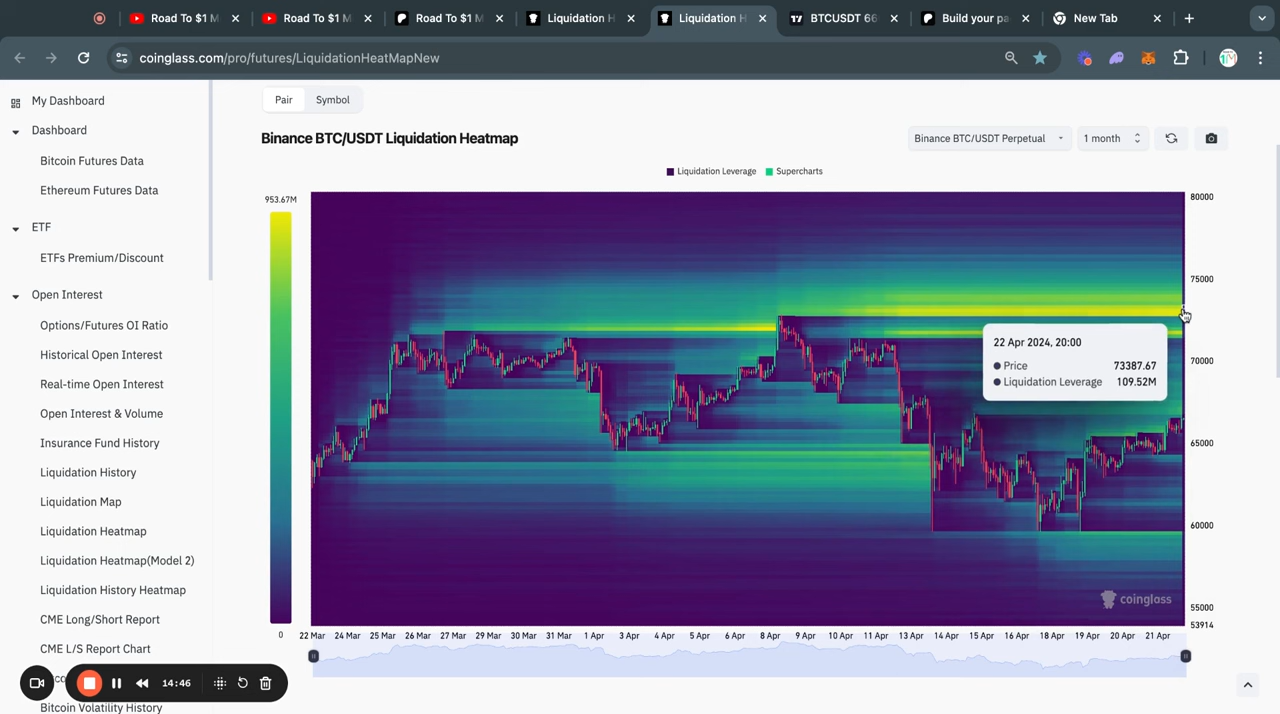 Road To $1 M
Road To $1 M
Road To $1 M
Liquidation H
Liquidation H
BTCUSDT 66
Build your pa
New Tab
coinglass.com/pro/futures/LiquidationHeatMapNew
My Dashboard
Dashboard
Bitcoin Futures Data
Ethereum Futures Data
ETF
ETFs Premium/Discount
Open Interest
Options/Futures OI Ratio
Historical Open Interest
Real-time Open Interest
Open Interest & Volume
Insurance Fund History
Liquidation History
Liquidation Map
Liquidation Heatmap
Liquidation Heatmap(Model 2)
Liquidation History Heatmap
CME Long/Short Report
CME L/S Report Chart
Bitcoin Volatility History
14:46
Pair
Symbol
Binance BTC/USDT Liquidation Heatmap
Binance BTC/USDT Perpetual
1 month
Liquidation Leverage
Supercharts
953.67M
0
80000
75000
70000
65000
60000
55000
53914
22 Apr 2024, 20:00
Price 73387.67
Liquidation Leverage 109.52M
coinglass
22 Mar 24 Mar 25 Mar 26 Mar 27 Mar 29 Mar 30 Mar 31 Mar 1 Apr 3 Apr 4 Apr 5 Apr 6 Apr 8 Apr 9 Apr 10 Apr 11 Apr 13 Apr 14 Apr 15 Apr 16 Apr 18 Apr 19 Apr 20 Apr 21 Apr